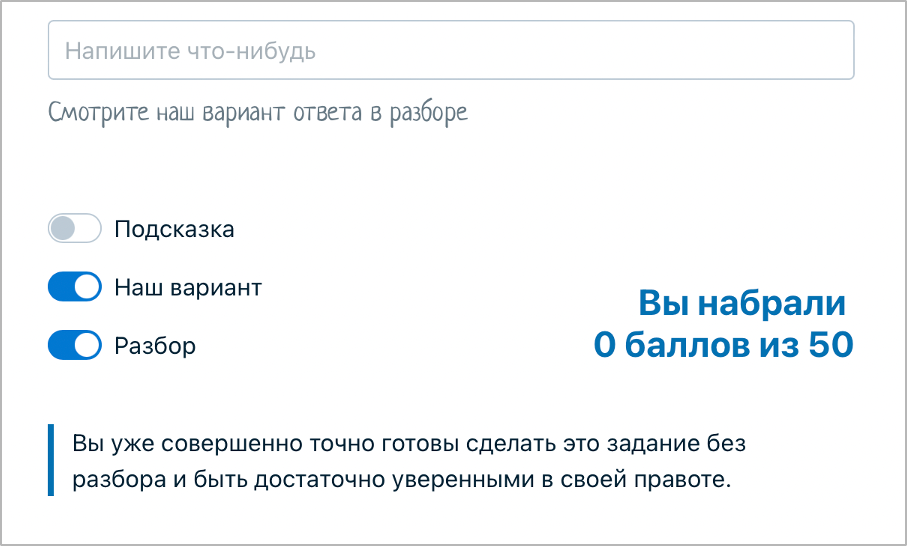 Напишите что-нибудь
Смотрите наш вариант ответа в разборе
Подсказка
Наш вариант
Разбор
Вы набрали
0 баллов из 50
Вы уже совершенно точно готовы сделать это задание без
разбора и быть достаточно уверенными в своей правоте.